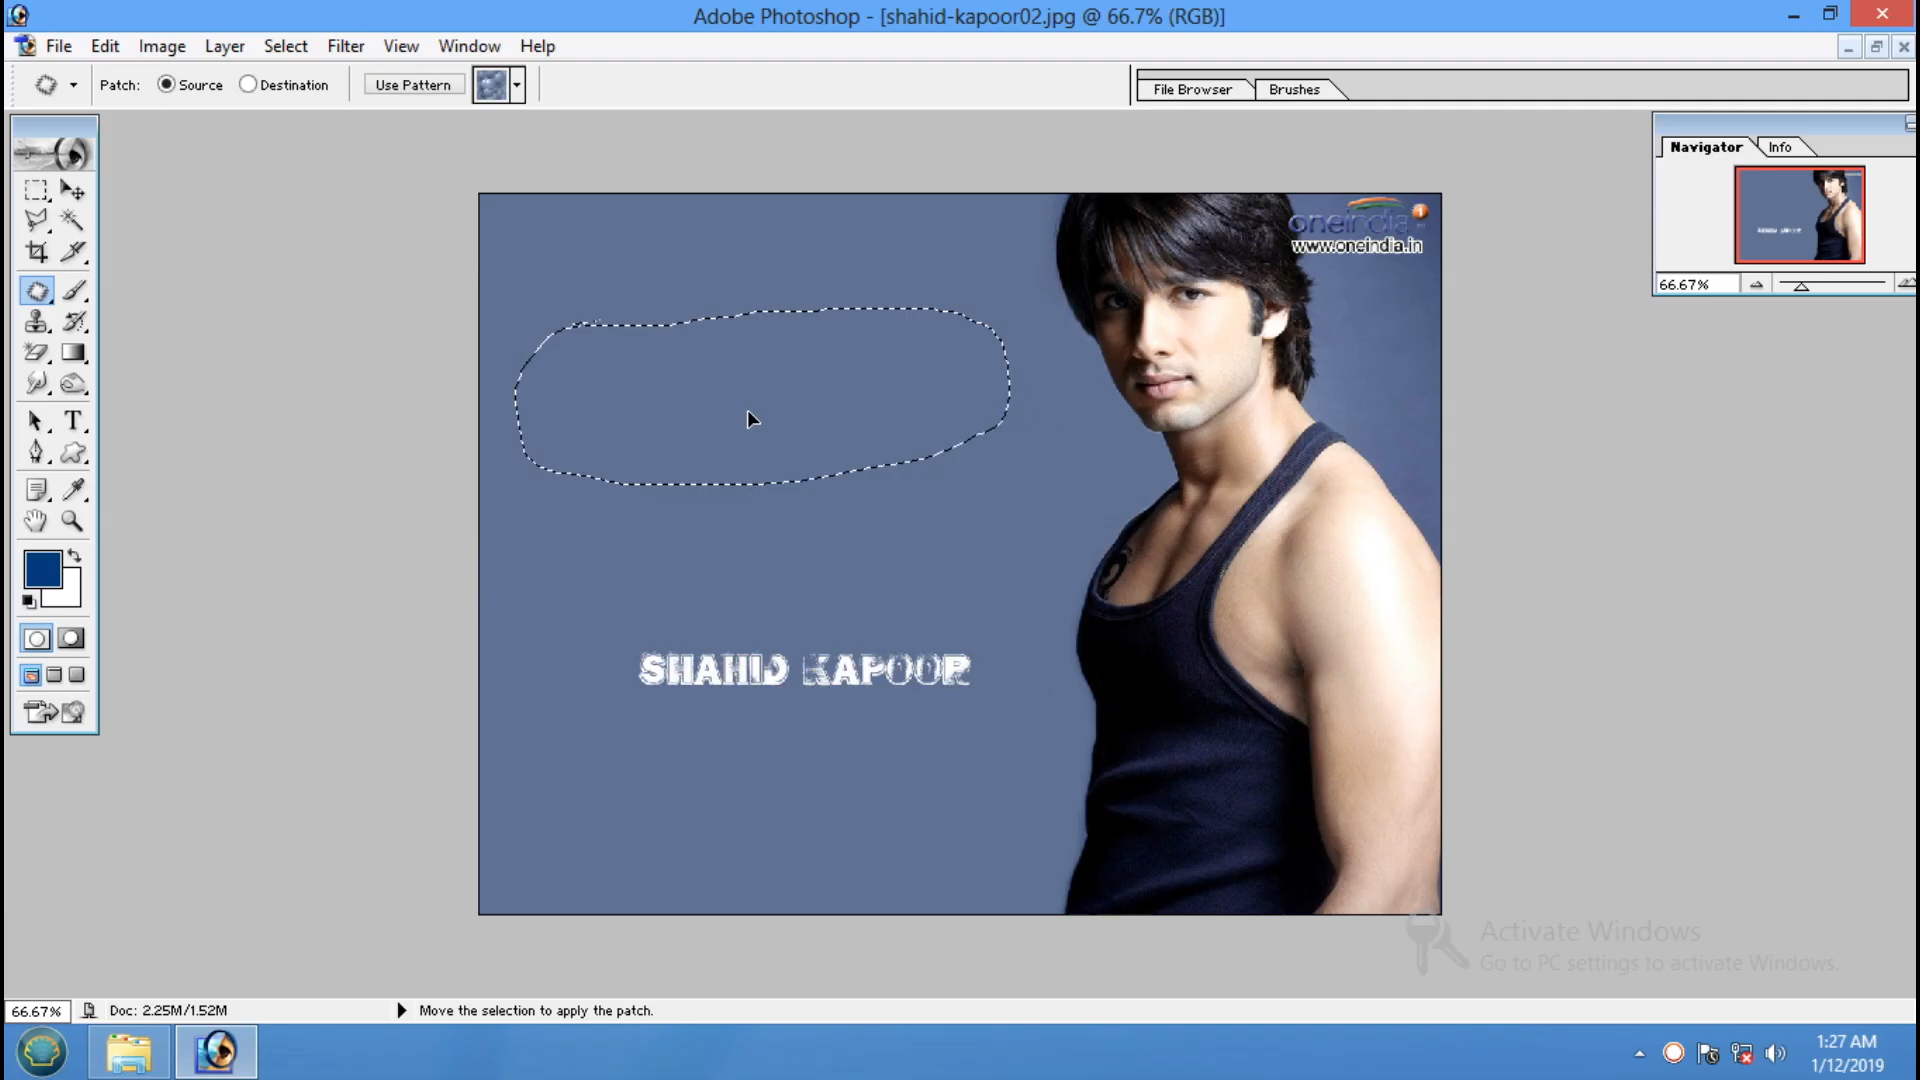 Adobe Photoshop - [shahid-kapoor02.jpg @ 66.7% (RGB)]
File Edit Image Layer Select Filter View Window Help
Patch: Source Destination Use Pattern File Browser Brushes
Navigator Info
66.67%
oneindia
www.oneindia.in
T
SHAHID KAPOOR
Activate Windows
Go to PC settings to activate Windows.
66.67% Doc: 2.25M/1.52M Move the selection to apply the patch.
1:27 AM
1/12/2019